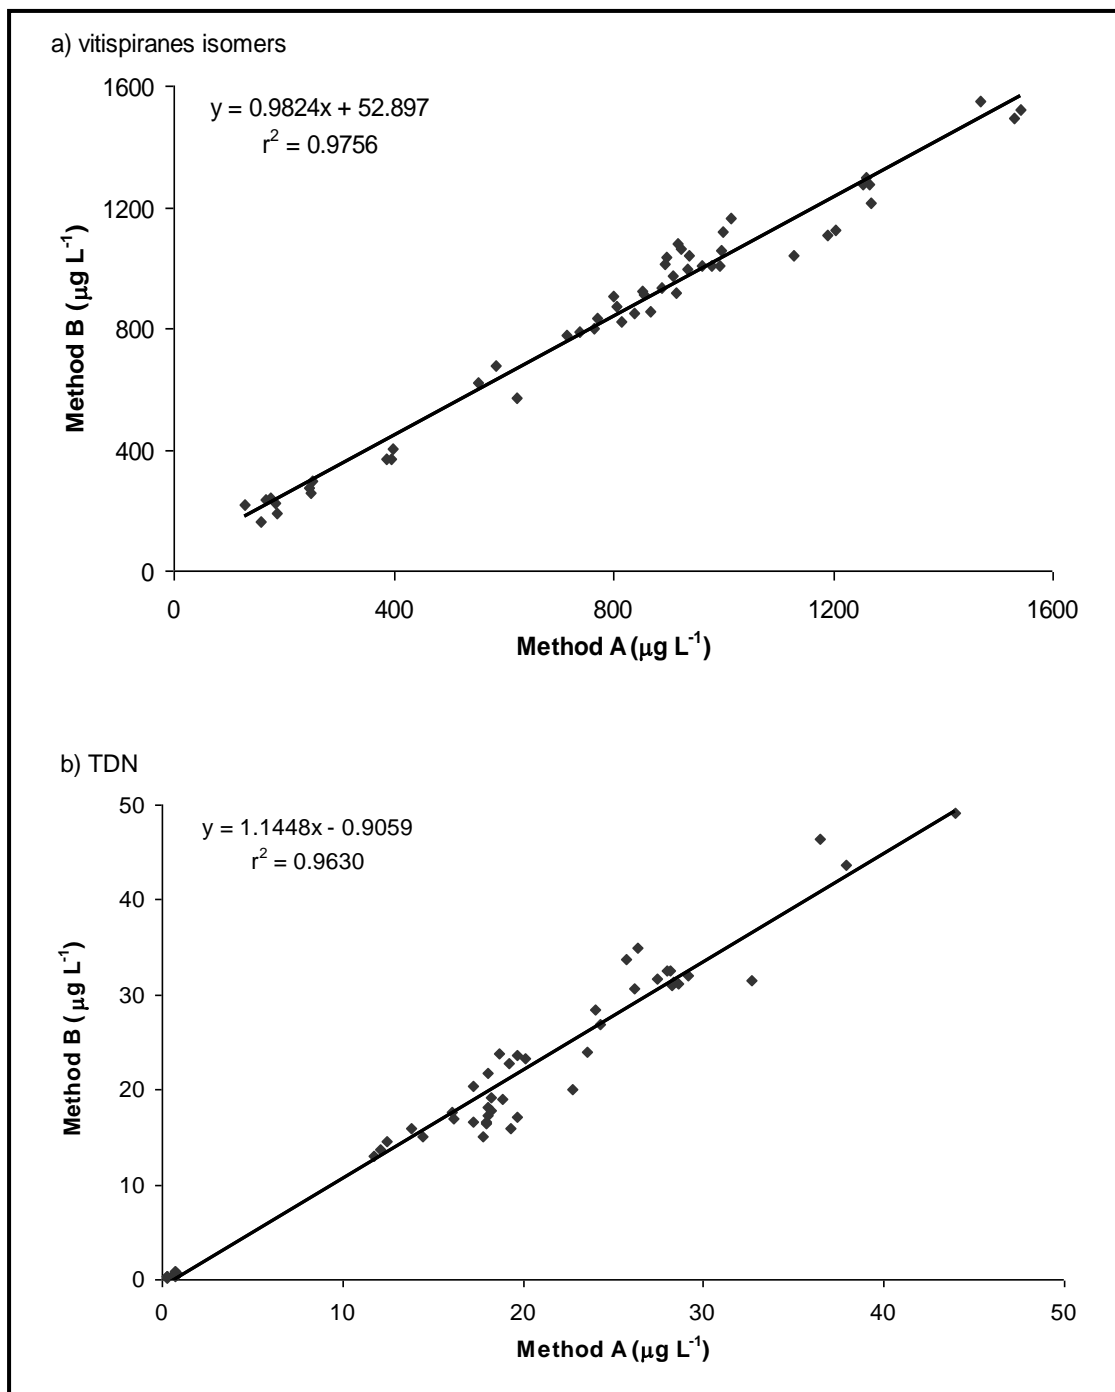 a) vitispiranes isomers
1600
y = 0.9824x + 52.897
r² = 0.9756
1200
Method B (μg L⁻¹)
800
400
0
0 400 800 1200 1600
Method A (μg L⁻¹)
b) TDN
50
y = 1.1448x - 0.9059
r² = 0.9630
40
Method B (μg L⁻¹)
30
20
10
0
0 10 20 30 40 50
Method A (μg L⁻¹)